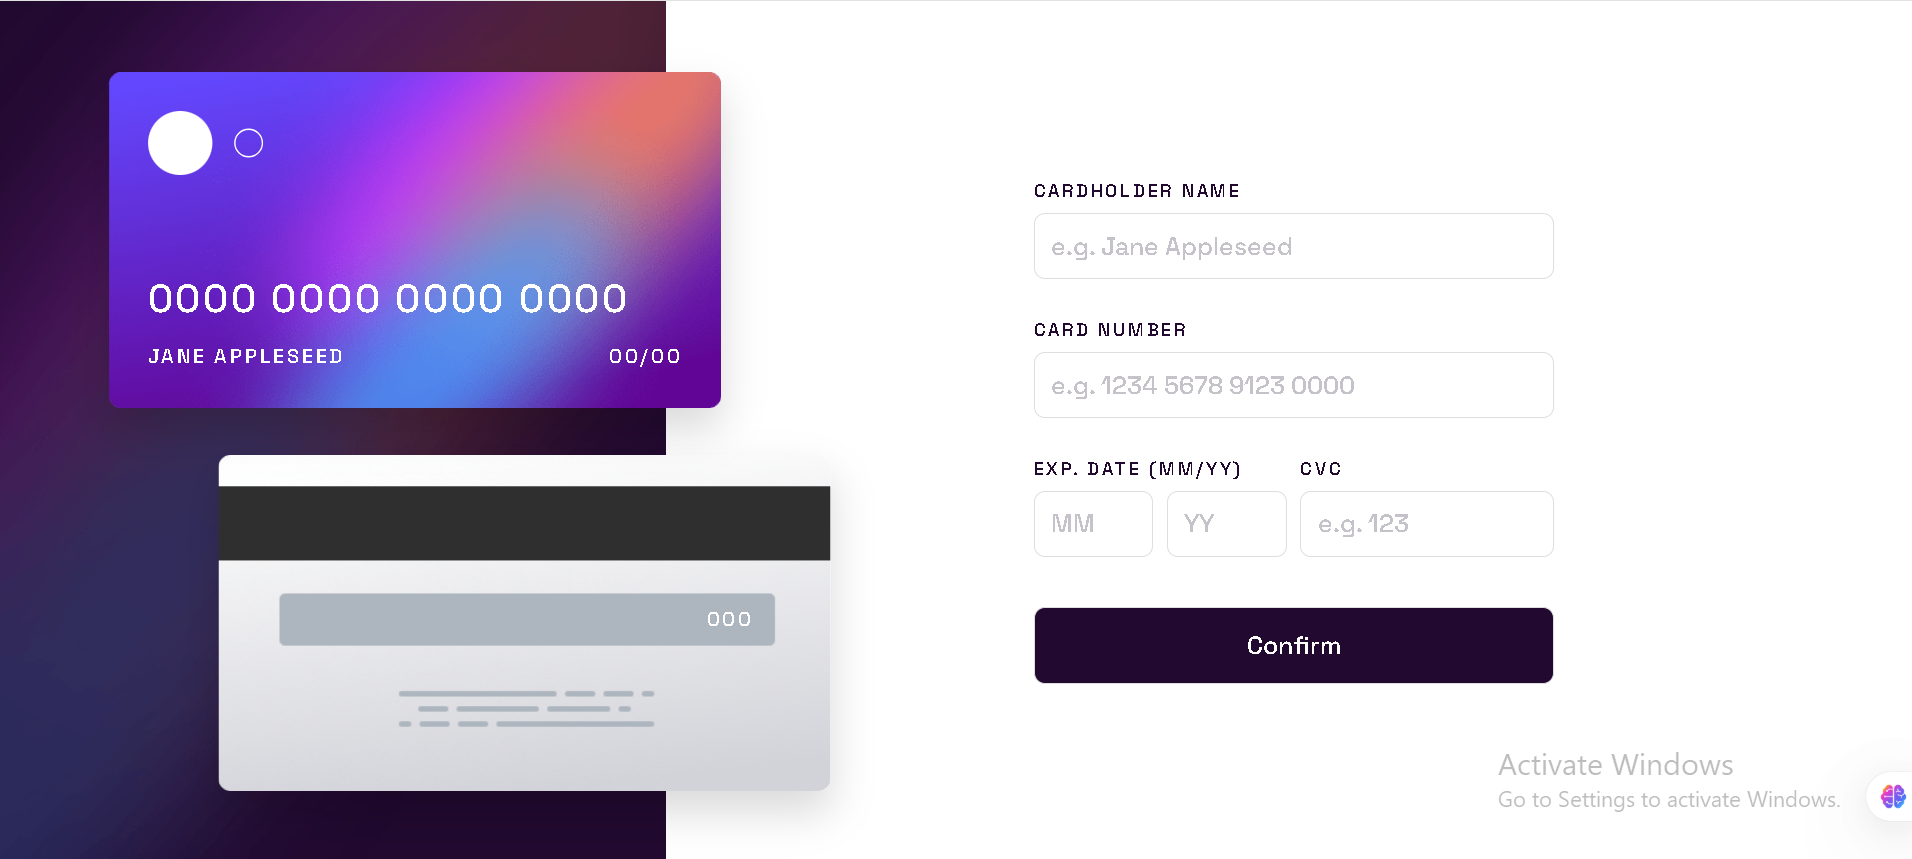 0000 0000 0000 0000
JANE APPLESEED 00/00
000
CARDHOLDER NAME
e.g. Jane Appleseed
CARD NUMBER
e.g. 1234 5678 9123 0000
EXP. DATE (MM/YY) CVC
MM YY e.g. 123
Confirm
Activate Windows
Go to Settings to activate Windows.